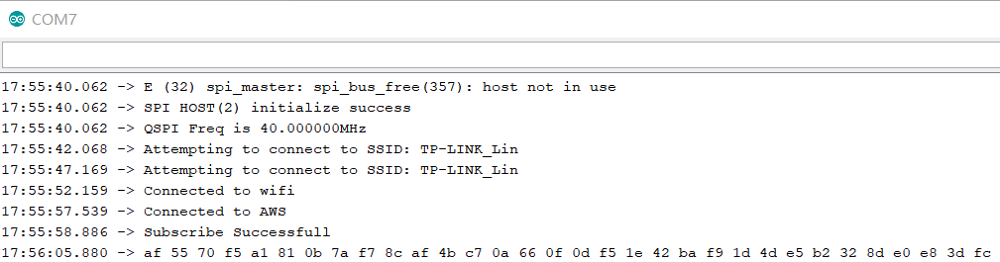 COM7
17:55:40.062 -> E (32) spi_master: spi_bus_free(357): host not in use
17:55:40.062 -> SPI HOST(2) initialize success
17:55:40.062 -> QSPI Freq is 40.000000MHz
17:55:42.068 -> Attempting to connect to SSID: TP-LINK_Lin
17:55:47.169 -> Attempting to connect to SSID: TP-LINK_Lin
17:55:52.159 -> Connected to wifi
17:55:57.539 -> Connected to AWS
17:55:58.886 -> Subscribe Successfull
17:56:05.880 -> af 55 70 f5 a1 81 0b 7a f7 8c af 4b c7 0a 66 0f 0d f5 1e 42 ba f9 1d 4d e5 b2 32 8d e0 e8 3d fc